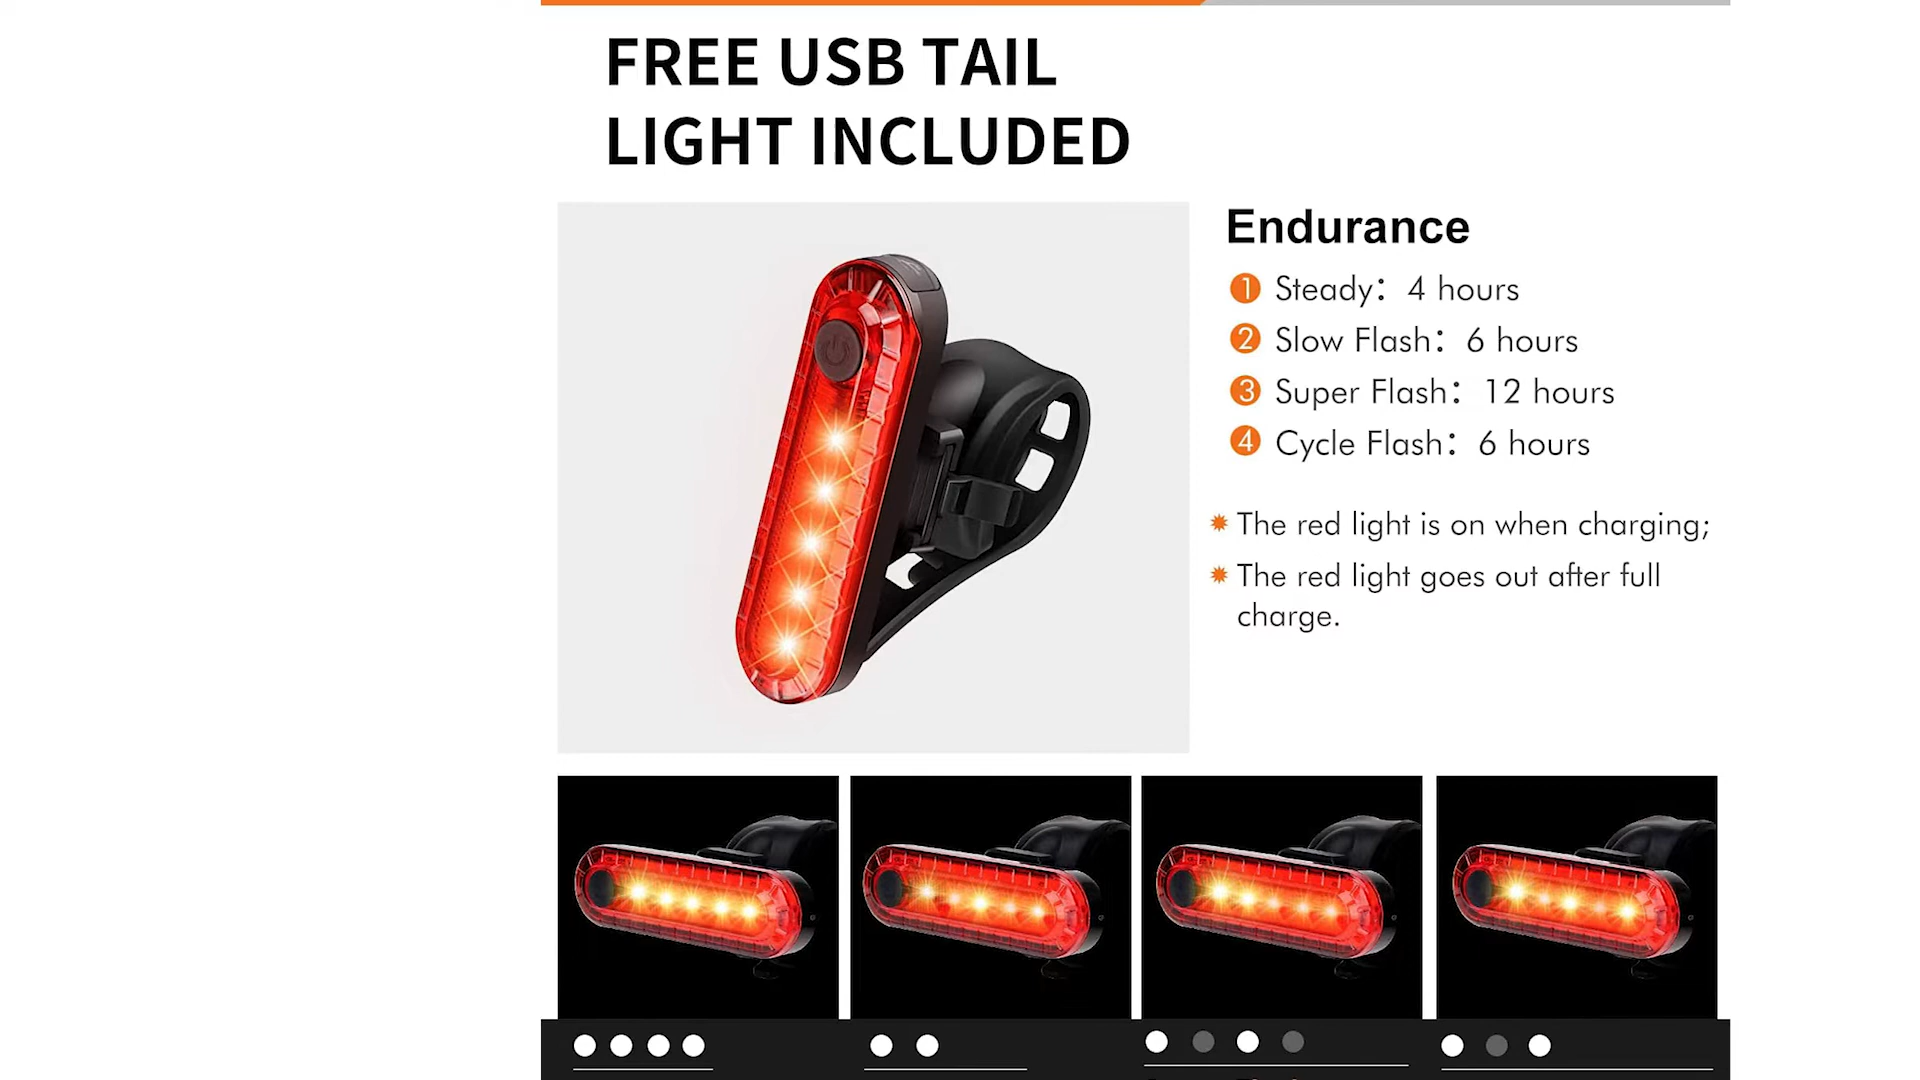 FREE USB TAIL
LIGHT INCLUDED
Endurance
1 Steady: 4 hours
2 Slow Flash: 6 hours
3 Super Flash: 12 hours
4 Cycle Flash: 6 hours
The red light is on when charging;
The red light goes out after full
charge.